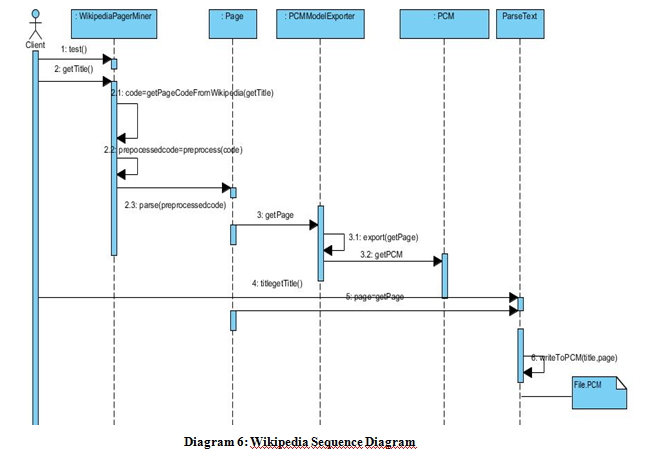 : WikipediaPagerMiner
: Page
: PCMModelExporter
: PCM
ParseText
Client
1: test()
2: getTitle()
2.1: code=getPageCodeFromWikipedia(getTitle)
2.2: prepocessedcode=preprocess(code)
2.3: parse(preprocessedcode)
3: getPage
3.1: export(getPage)
3.2: getPCM
4: titlegetTitle()
5: page=getPage
6: writeToPCM(title,page)
File.PCM
Diagram 6: Wikipedia Sequence Diagram